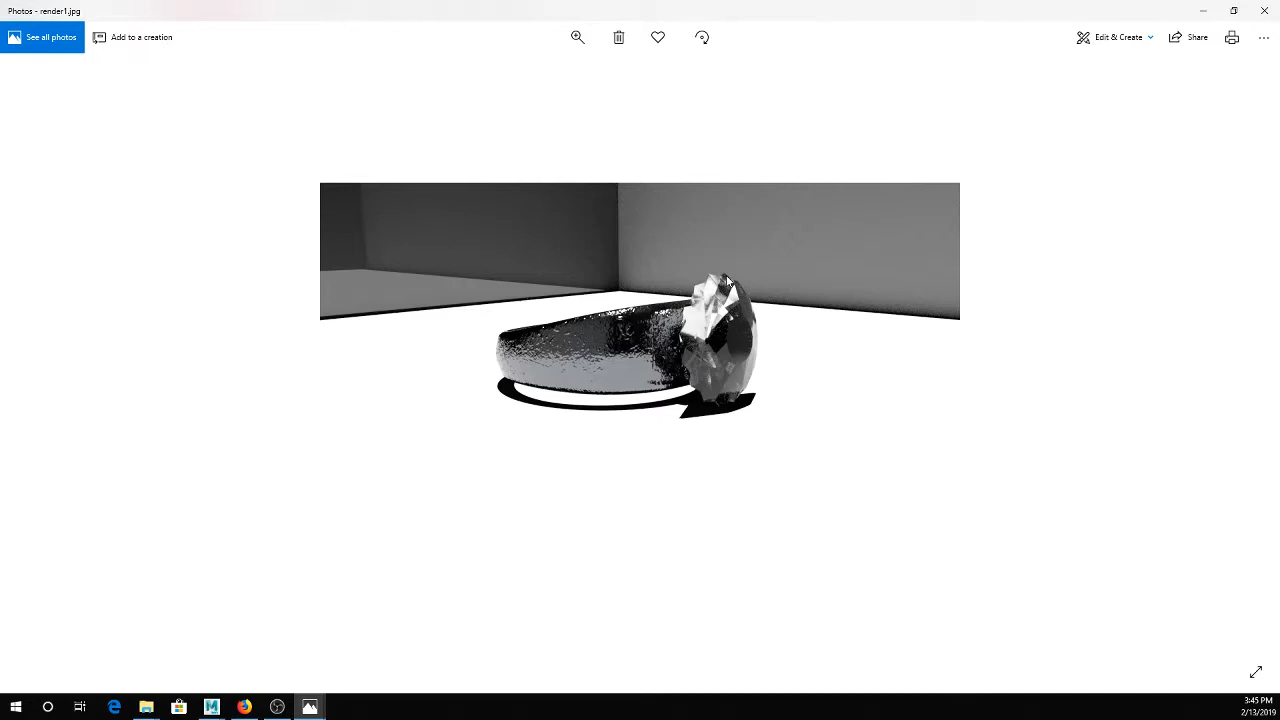 Photos - render1.jpg
See all photos
Add to a creation
Edit & Create
Share
3:45 PM
2/13/2019